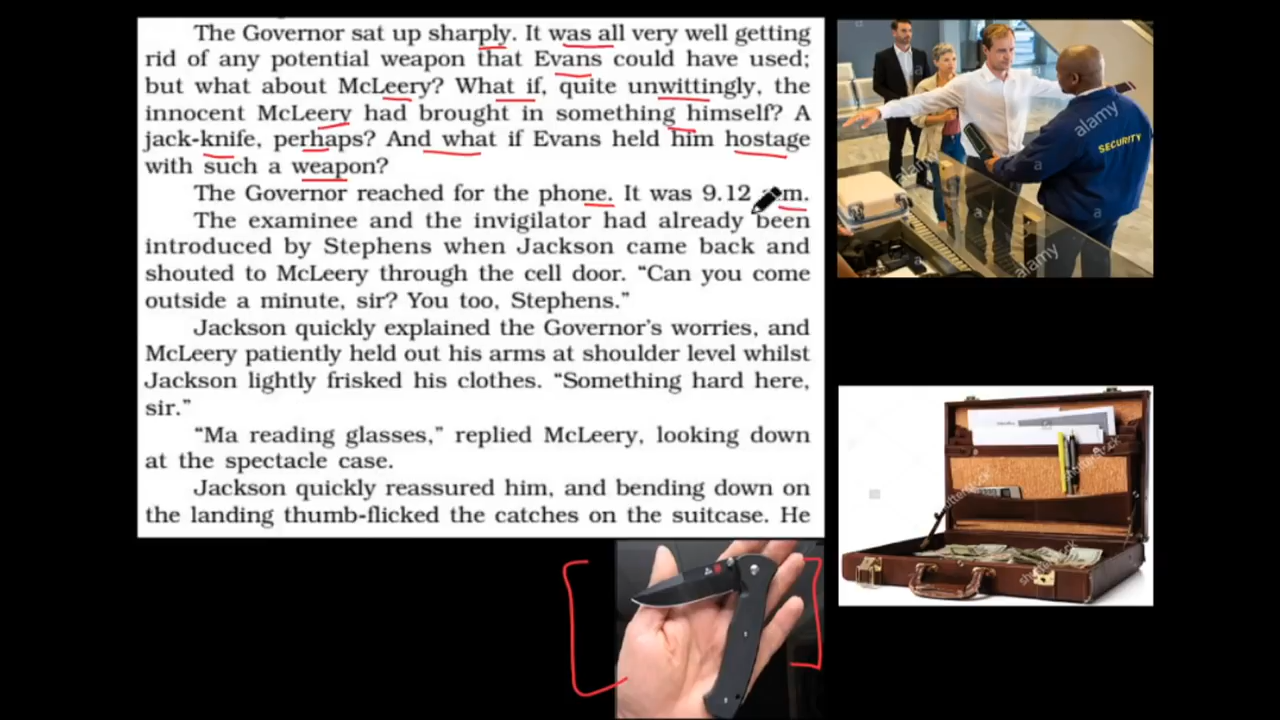 The Governor sat up sharply. It was all very well getting
rid of any potential weapon that Evans could have used;
but what about McLeery? What if, quite unwittingly, the
innocent McLeery had brought in something himself? A
jack-knife, perhaps? And what if Evans held him hostage
with such a weapon?
The Governor reached for the phone. It was 9.12
The examinee and the invigilator had already been
introduced by Stephens when Jackson came back and
shouted to McLeery through the cell door. “Can you come
outside a minute, sir? You too, Stephens.”
Jackson quickly explained the Governor’s worries, and
McLeery patiently held out his arms at shoulder level whilst
Jackson lightly frisked his clothes. “Something hard here,
sir.”
“Ma reading glasses,” replied McLeery, looking down
at the spectacle case.
Jackson quickly reassured him, and bending down on
the landing thumb-flicked the catches on the suitcase. He
SECURITY
alamy
alamy
a
a
a